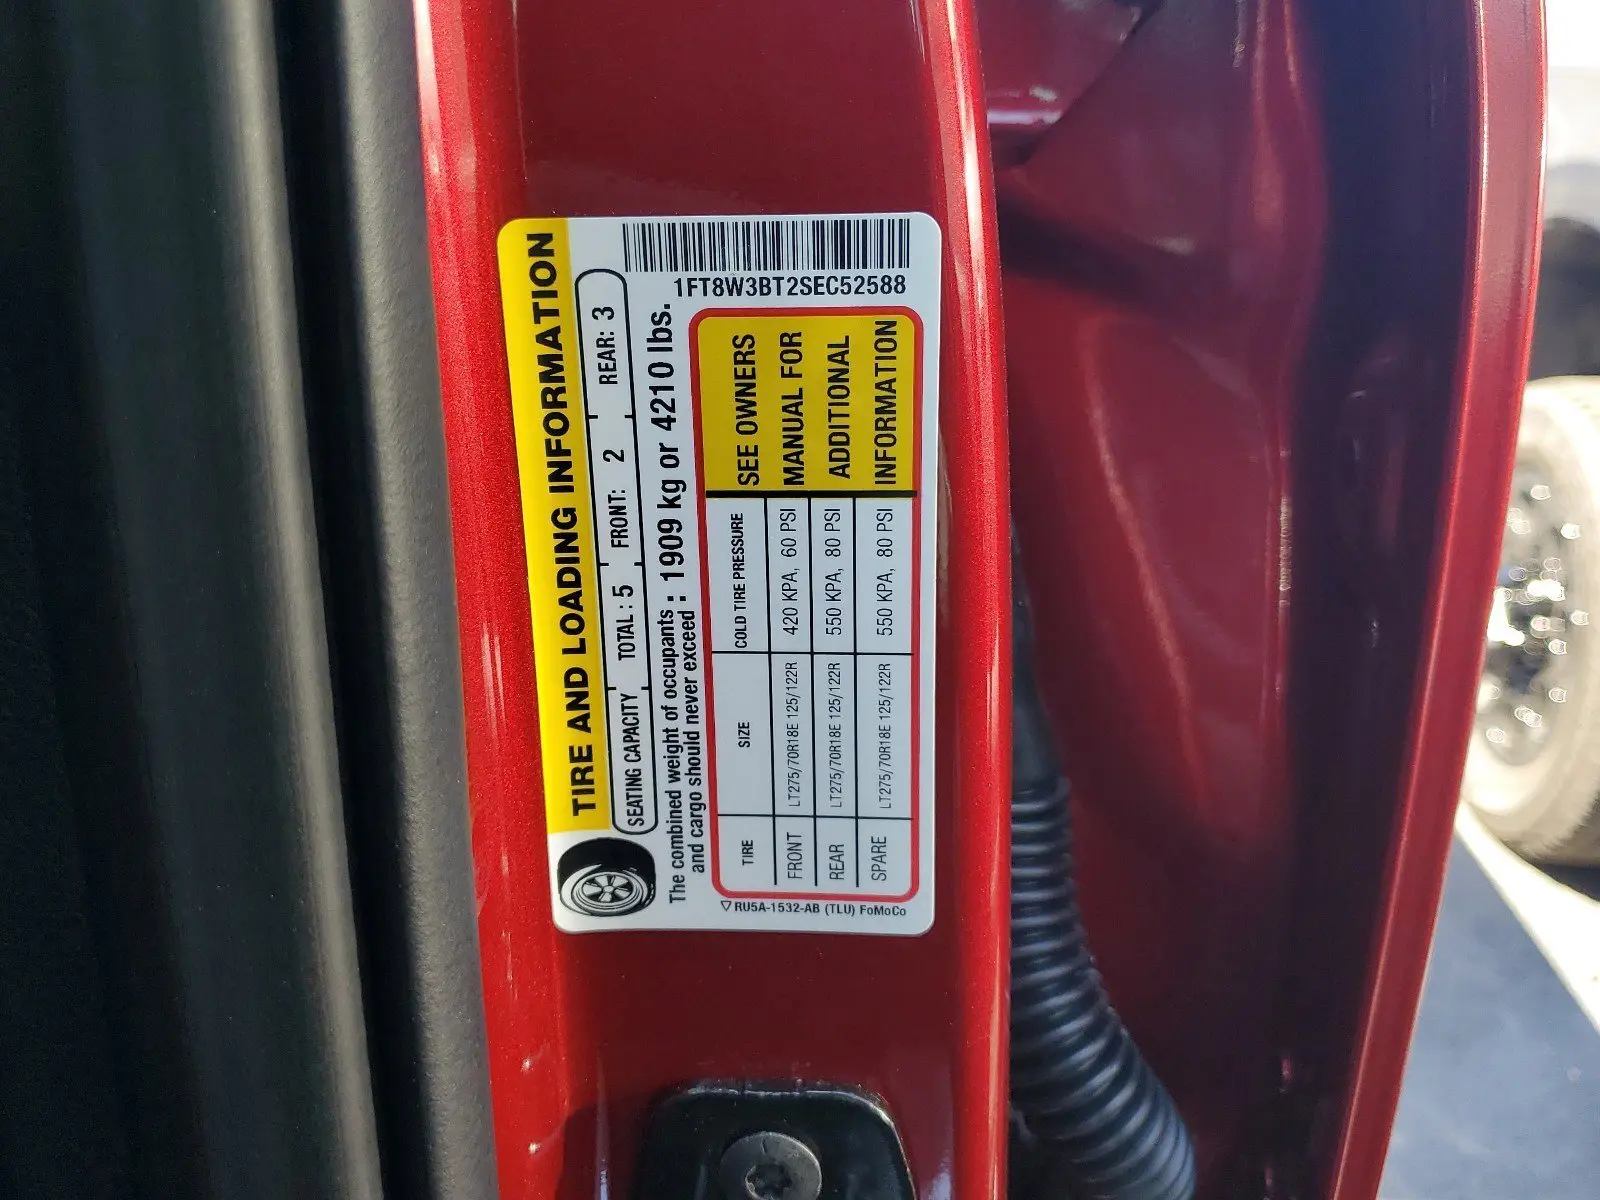 TIRE AND LOADING INFORMATION
SEATING CAPACITY TOTAL : 5 FRONT: 2 REAR: 3
The combined weight of occupants
and cargo should never exceed : 1909 kg or 4210 lbs.
TIRE SIZE COLD TIRE PRESSURE
FRONT LT275/70R18E 125/122R 420 KPA, 60 PSI
REAR LT275/70R18E 125/122R 550 KPA, 80 PSI
SPARE LT275/70R18E 125/122R 550 KPA, 80 PSI
SEE OWNERS
MANUAL FOR
ADDITIONAL
INFORMATION
1FT8W3BT2SEC52588
RU5A-1532-AB (TLU) FoMoCo